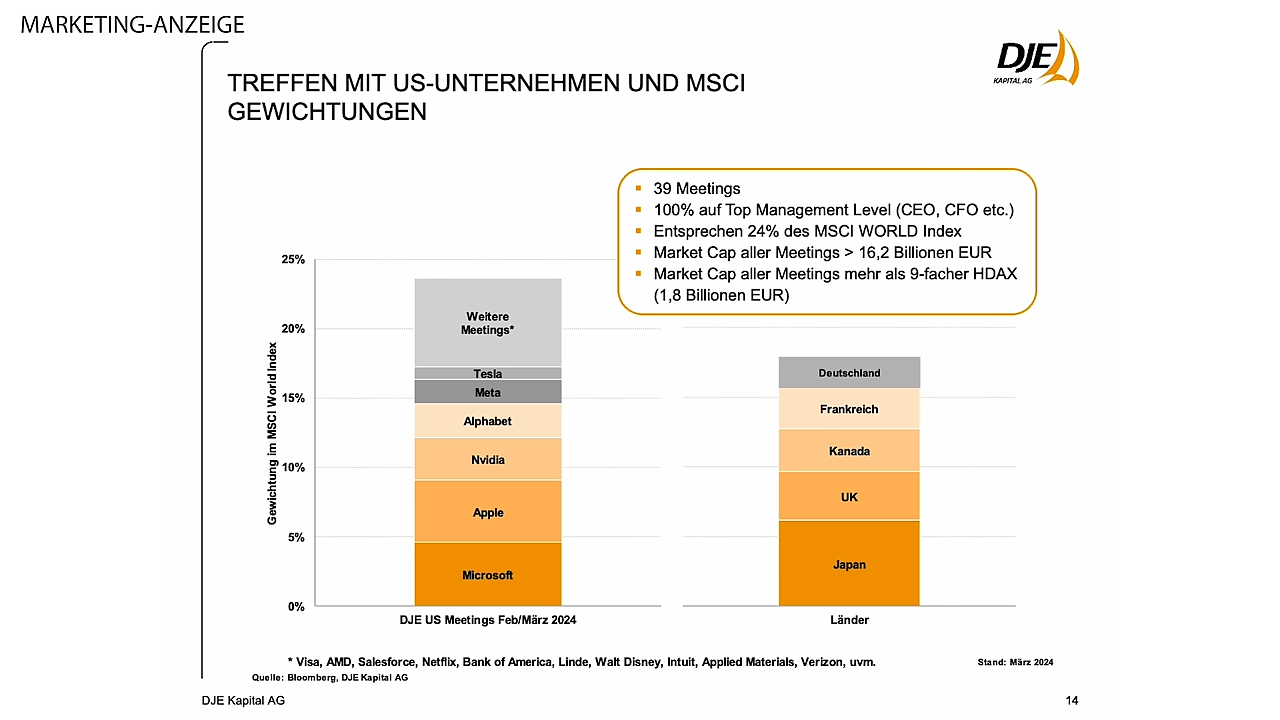 MARKETING-ANZEIGE
DJE
KAPITAL AG
TREFFEN MIT US-UNTERNEHMEN UND MSCI
GEWICHTUNGEN
39 Meetings
100% auf Top Management Level (CEO, CFO etc.)
Entsprechen 24% des MSCI WORLD Index
Market Cap aller Meetings > 16,2 Billionen EUR
Market Cap aller Meetings mehr als 9-facher HDAX
(1,8 Billionen EUR)
Gewichtung im MSCI World Index
25%
20%
15%
10%
5%
0%
Weitere
Meetings*
Tesla
Meta
Alphabet
Nvidia
Apple
Microsoft
DJE US Meetings Feb/März 2024
Deutschland
Frankreich
Kanada
UK
Japan
Länder
* Visa, AMD, Salesforce, Netflix, Bank of America, Linde, Walt Disney, Intuit, Applied Materials, Verizon, uvm.
Stand: März 2024
Quelle: Bloomberg, DJE Kapital AG
DJE Kapital AG
14